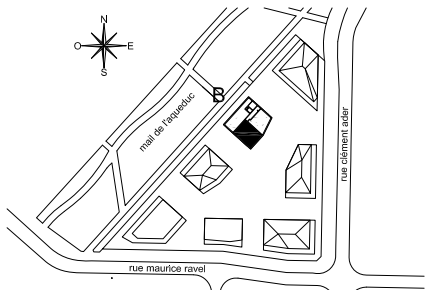 N
O E
S
B
mail de l'aqueduc
rue clément ader
rue maurice ravel